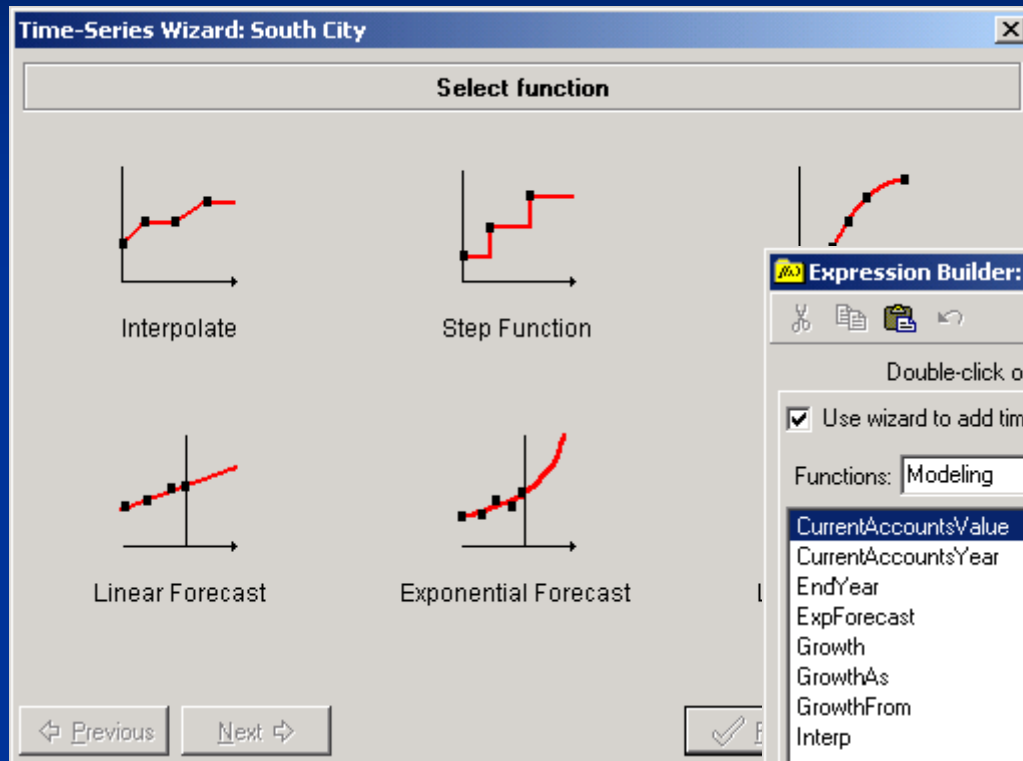 Time-Series Wizard: South City
Select function
Interpolate
Step Function
Linear Forecast
Exponential Forecast
Previous
Next
Expression Builder:
Double-click
Use wizard to add
Functions: Modeling
CurrentAccountsValue
CurrentAccountsYear
EndYear
ExpForecast
Growth
GrowthAs
GrowthFrom
Interp